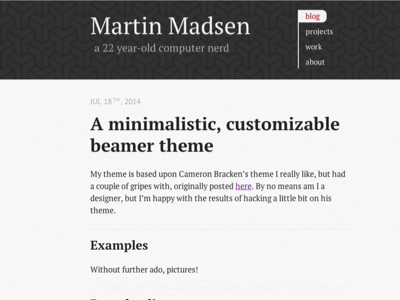 Martin Madsen
a 22 year-old computer nerd
blog
projects
work
about
JUL 18TH, 2014
A minimalistic, customizable
beamer theme
My theme is based upon Cameron Bracken's theme I really like, but had
a couple of gripes with, originally posted here. By no means am I a
designer, but I'm happy with the results of hacking a little bit on his
theme.
Examples
Without further ado, pictures!